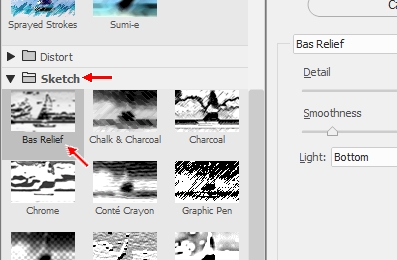 Sprayed Strokes Sumi-e
Distort
Sketch
Bas Relief Chalk & Charcoal Charcoal
Chrome Conté Crayon Graphic Pen
Ca
Bas Relief
Detail
Smoothness
Light: Bottom